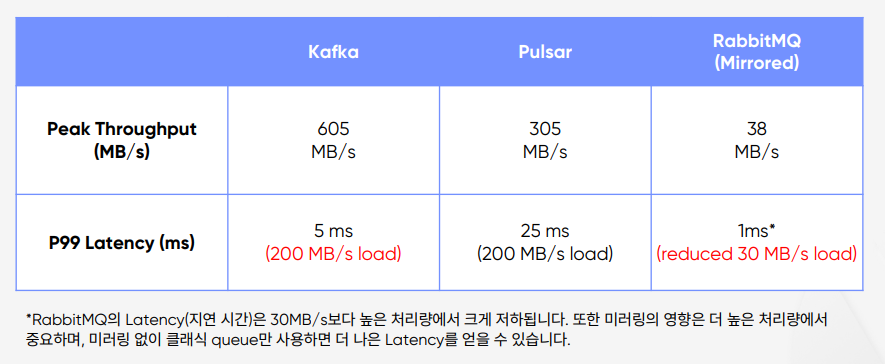 Kafka
Pulsar
RabbitMQ
(Mirrored)
Peak Throughput
(MB/s)
605
MB/s
305
MB/s
38
MB/s
P99 Latency (ms)
5 ms
(200 MB/s load)
25 ms
(200 MB/s load)
1ms*
(reduced 30 MB/s load)
*RabbitMQ의 Latency(지연 시간)은 30MB/s보다 높은 처리량에서 크게 저하됩니다. 또한 미러링의 영향은 더 높은 처리량에서
중요하며, 미러링 없이 클래식 queue만 사용하면 더 나은 Latency를 얻을 수 있습니다.